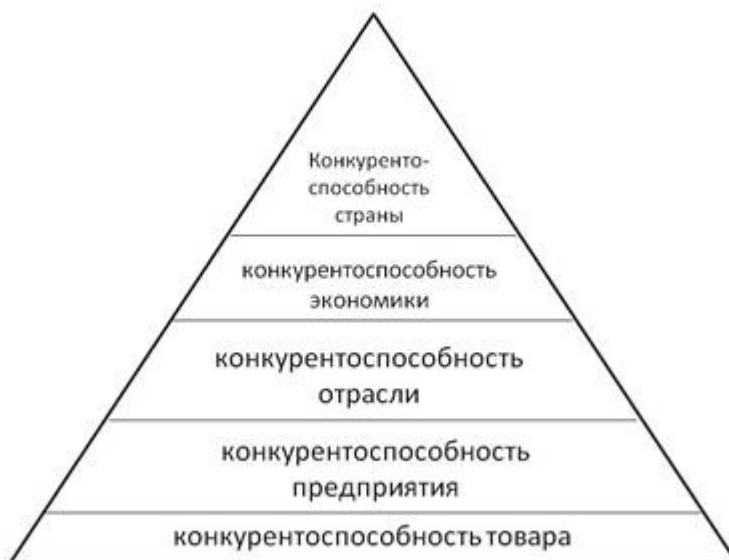 Конкуренто-
способность
страны
конкурентоспособность
экономики
конкурентоспособность
отрасли
конкурентоспособность
предприятия
конкурентоспособность товара